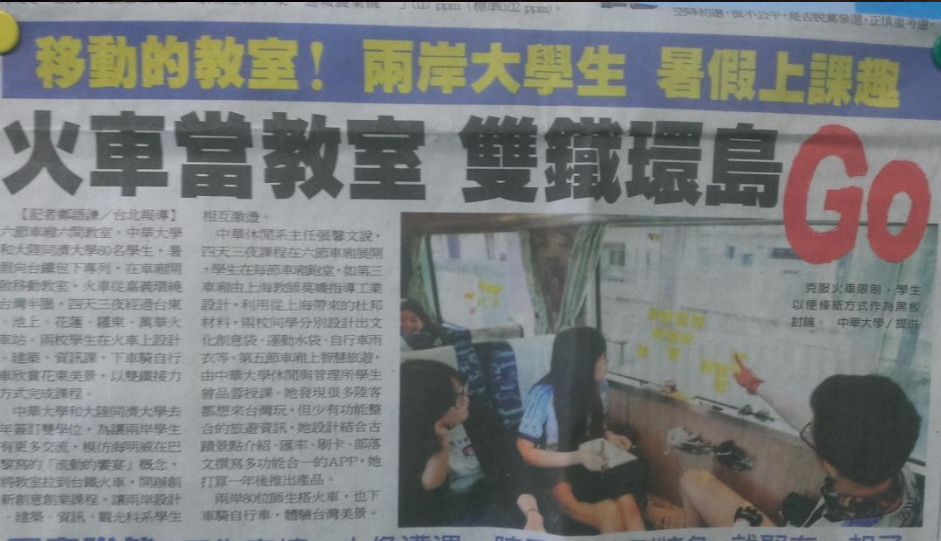 移動的教室！ 兩岸大學生 暑假上課趣
火車當教室 雙鐵環島Go
【記者鄭語謙／台北報導】
六節車廂六間教室，中華大學
和大陸同濟大學80名學生，暑
假向台鐵包下專列，在車廂開
啟移動教室。火車從嘉義環繞
台灣半圈，四天三夜經過台東
、池上、花蓮、羅東、萬華火
車站。兩校學生在火車上設計
、建築、資訊課，下車騎自行
車欣賞花東美景，以雙鐵接力
方式完成課程。
中華大學和大陸同濟大學去
年簽訂雙學位，為讓兩岸學生
有更多交流，模仿海明威在巴
黎寫的「流動的饗宴」概念，
將教室拉到台鐵火車，開辦創
新創意創業課程，讓兩岸設計
、建築、資訊、觀光科系學生
相互激盪。
中華休閒系主任張馨文說，
四天三夜課程在六節車廂展開
，學生在每節車廂跑堂，如第三
車廂由上海教師莫嬌指導工業
設計，利用從上海帶來的杜邦
材料，兩校同學分別設計出文
化創意袋、運動水袋、自行車雨
衣等。第五節車廂上智慧旅遊，
由中華大學休閒與管理所學生
曾品容授課。她發現很多陸客
都想來台灣玩，但少有功能整
合的旅遊資訊，她設計結合古
蹟景點介紹、匯率、刷卡、部落
文撰寫多功能合一的APP，她
打算一年後推出產品。
兩岸80位師生搭火車，也下
車騎自行車，體驗台灣美景。
克服火車限制，學生
以便條紙方式作為黑板
討論。 中華大學／提供